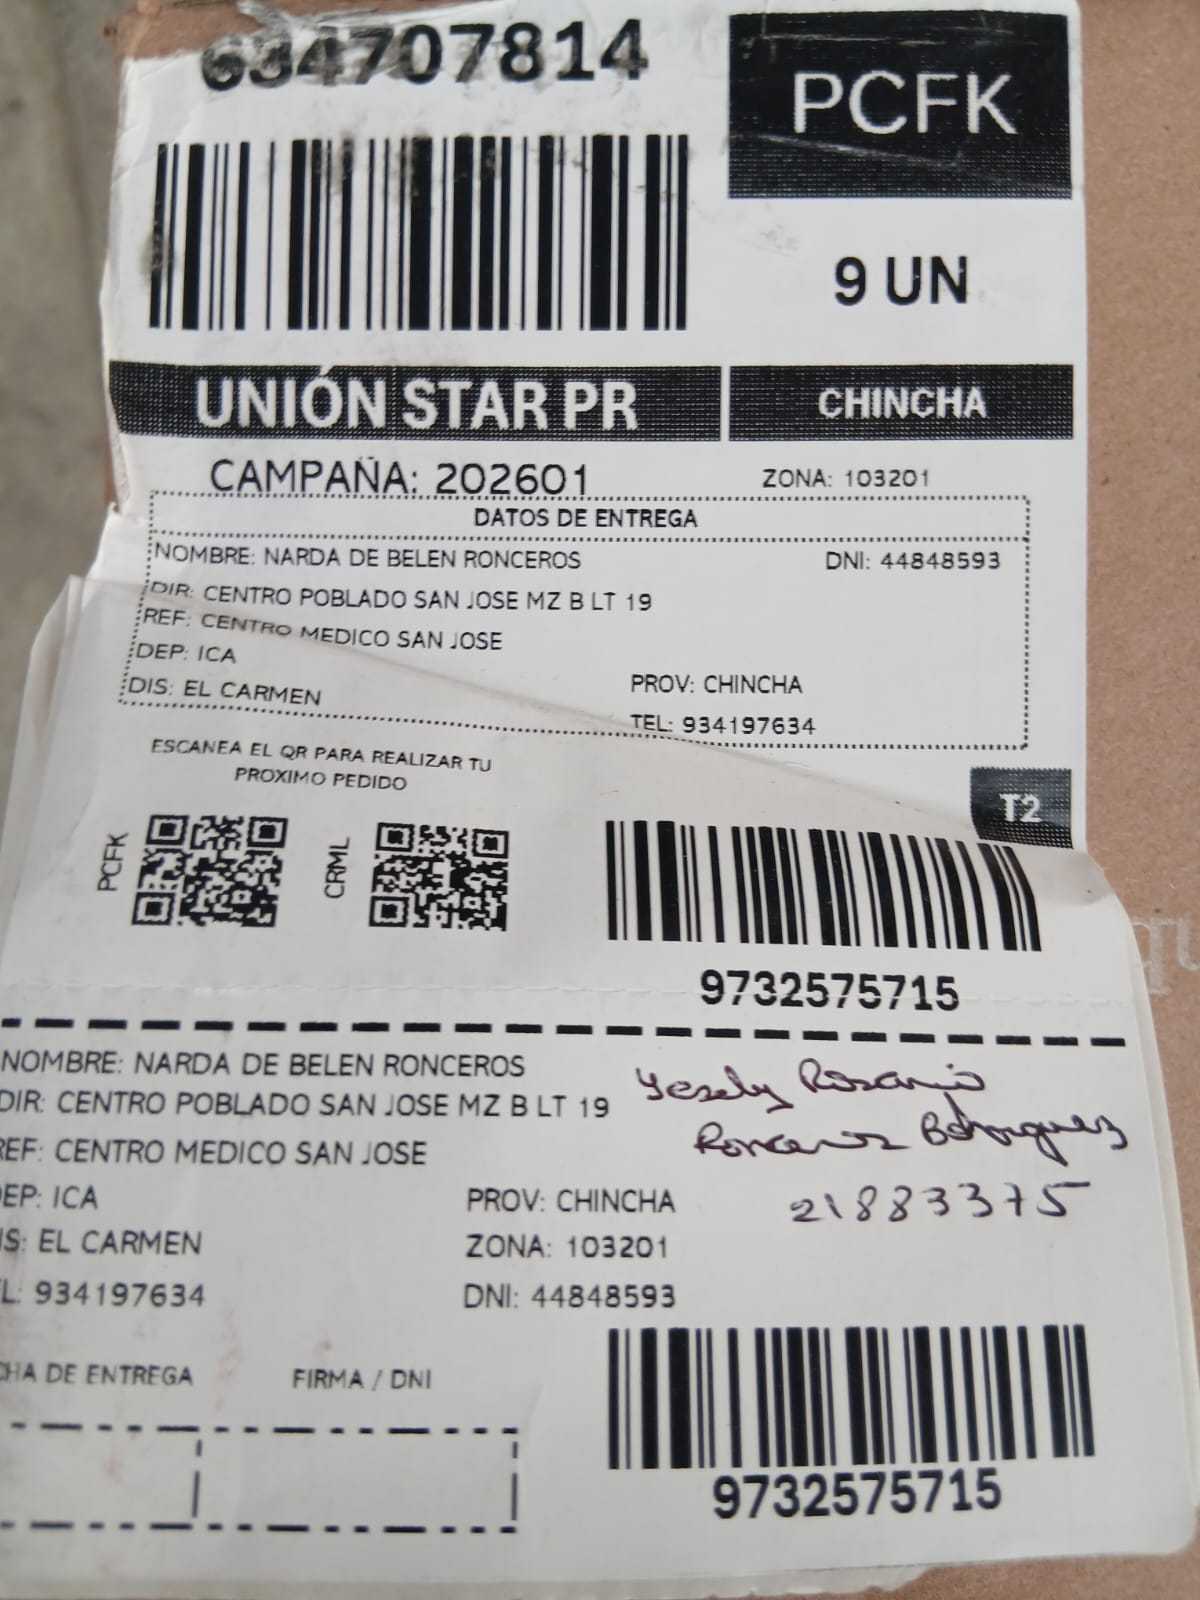 634707814
PCFK
9 UN
UNIÓN STAR PR
CHINCHA
CAMPAÑA: 202601
ZONA: 103201
DATOS DE ENTREGA
NOMBRE: NARDA DE BELEN RONCEROS DNI: 44848593
DIR: CENTRO POBLADO SAN JOSE MZ B LT 19
REF: CENTRO MEDICO SAN JOSE
DEP: ICA PROV: CHINCHA
DIS: EL CARMEN TEL: 934197634
ESCANEA EL QR PARA REALIZAR TU
PROXIMO PEDIDO
T2
PCFK
CRML
9732575715
NOMBRE: NARDA DE BELEN RONCEROS
DIR: CENTRO POBLADO SAN JOSE MZ B LT 19
REF: CENTRO MEDICO SAN JOSE
EP: ICA PROV: CHINCHA
IS: EL CARMEN ZONA: 103201
L: 934197634 DNI: 44848593
Rosario
21883375
CHA DE ENTREGA FIRMA / DNI
9732575715